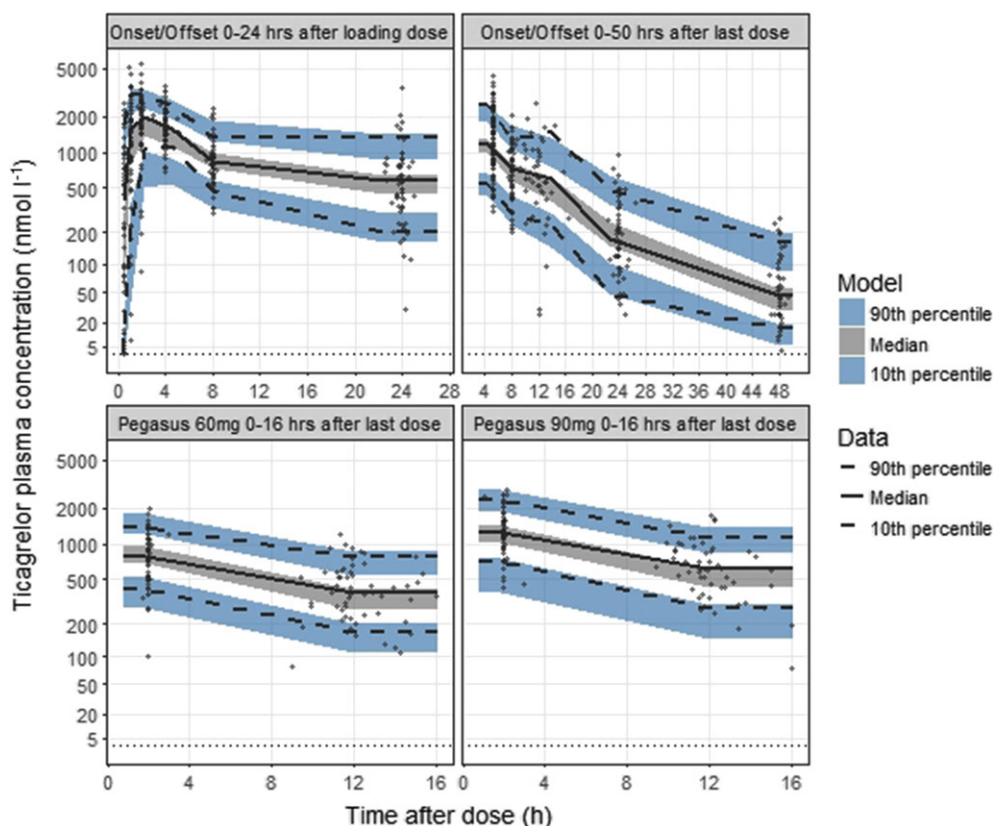 Onset/Offset 0-24 hrs after loading dose
Onset/Offset 0-50 hrs after last dose
5000
2000
1000
500
200
100
50
20
5
0 4 8 12 16 20 24 28
4 8 12 16 20 24 28 32 36 40 44 48
Pegasus 60mg 0-16 hrs after last dose
Pegasus 90mg 0-16 hrs after last dose
5000
2000
1000
500
200
100
50
20
5
0 4 8 12 16
0 4 8 12 16
Time after dose (h)
Ticagrelor plasma concentration (nmol l⁻¹)
Model
90th percentile
Median
10th percentile
Data
90th percentile
Median
10th percentile